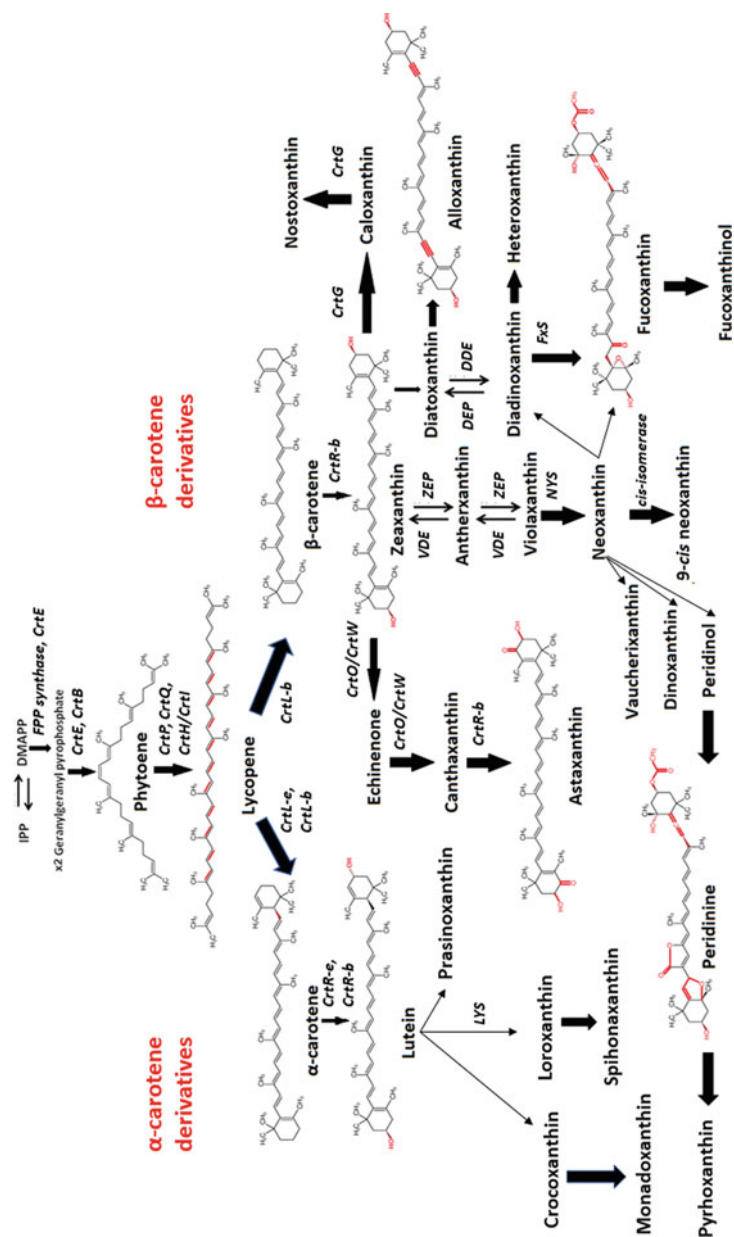 IPP
DMAPP
FPP synthase, CrtE
x2 Geranylgeranyl pyrophosphate
CrtE, CrtB
Phytoene
CrtP, CrtQ,
CrtH/CrtI
Lycopene
α-carotene
derivatives
β-carotene
derivatives
CrtL-e,
CrtL-b
CrtL-b
α-carotene
CrtR-e,
CrtR-b
Lutein
Prasinoxanthin
LYS
Loroxanthin
Spihonaxanthin
Crocoxanthin
Monadoxanthin
β-carotene
CrtR-b
Zeaxanthin
CrtO/CrtW
Echinenone
CrtO/CrtW
Canthaxanthin
CrtR-b
Astaxanthin
VDE
ZEP
Antherxanthin
VDE
ZEP
Violaxanthin
NYS
Neoxanthin
cis-isomerase
9-cis neoxanthin
Vaucherixanthin
Dinoxanthin
Peridinol
Peridinine
Pyrhoxanthin
CrtG
Caloxanthin
CrtG
Nostoxanthin
Diatoxanthin
Alloxanthin
DEP
DDE
Diadinoxanthin
Heteroxanthin
FxS
Fucoxanthin
Fucoxanthinol